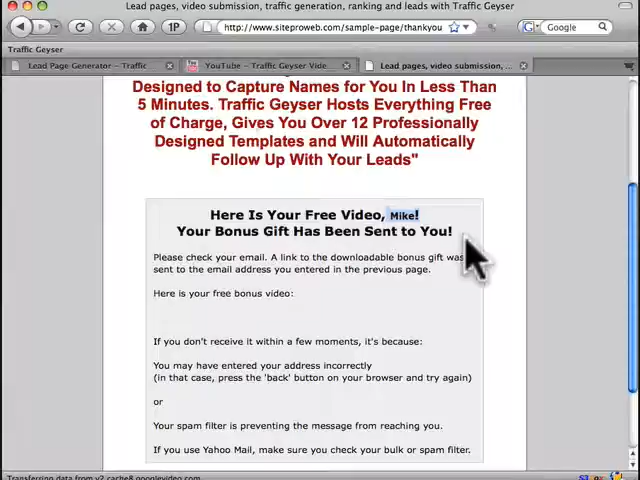 Lead pages, video submission, traffic generation, ranking and leads with Traffic Geyser
1P
http://www.siteproweb.com/sample-page/thankyou
Google
Traffic Geyser
Lead Page Generator – Traffic ...
YouTube – Traffic Geyser Vide...
Lead pages, video submission, ...
Designed to Capture Names for You In Less Than
5 Minutes. Traffic Geyser Hosts Everything Free
of Charge, Gives You Over 12 Professionally
Designed Templates and Will Automatically
Follow Up With Your Leads"
Here Is Your Free Video, Mike!
Your Bonus Gift Has Been Sent to You!
Please check your email. A link to the downloadable bonus gift was
sent to the email address you entered in the previous page.
Here is your free bonus video:
If you don't receive it within a few moments, it's because:
You may have entered your address incorrectly
(in that case, press the 'back' button on your browser and try again)
or
Your spam filter is preventing the message from reaching you.
If you use Yahoo Mail, make sure you check your bulk or spam filter.
Transferring data from v2.cache8.googlevideo.com